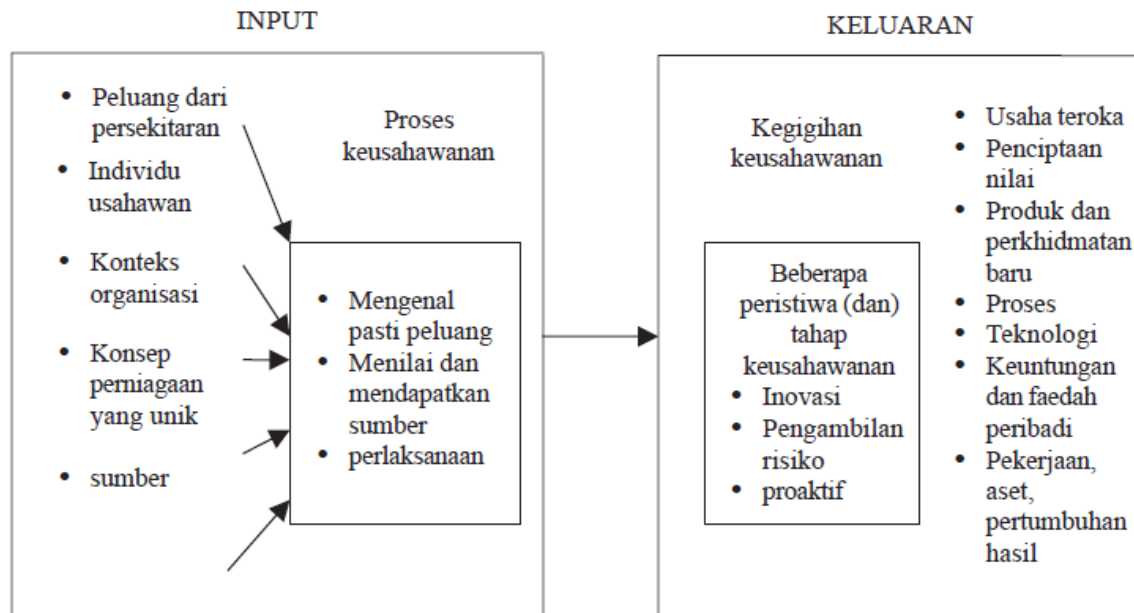 INPUT
• Peluang dari
persekitaran
• Individu
usahawan
• Konteks
organisasi
• Konsep
perniagaan
yang unik
• sumber
Proses
keusahawanan
• Mengenal
pasti peluang
• Menilai dan
mendapatkan
sumber
• perlaksanaan
KELUARAN
Kegigihan
keusahawanan
Beberapa
peristiwa (dan)
tahap
keusahawanan
• Inovasi
• Pengambilan
risiko
• proaktif
• Usaha teroka
• Penciptaan
nilai
• Produk dan
perkhidmatan
baru
• Proses
• Teknologi
• Keuntungan
dan faedah
peribadi
• Pekerjaan,
aset,
pertumbuhan
hasil